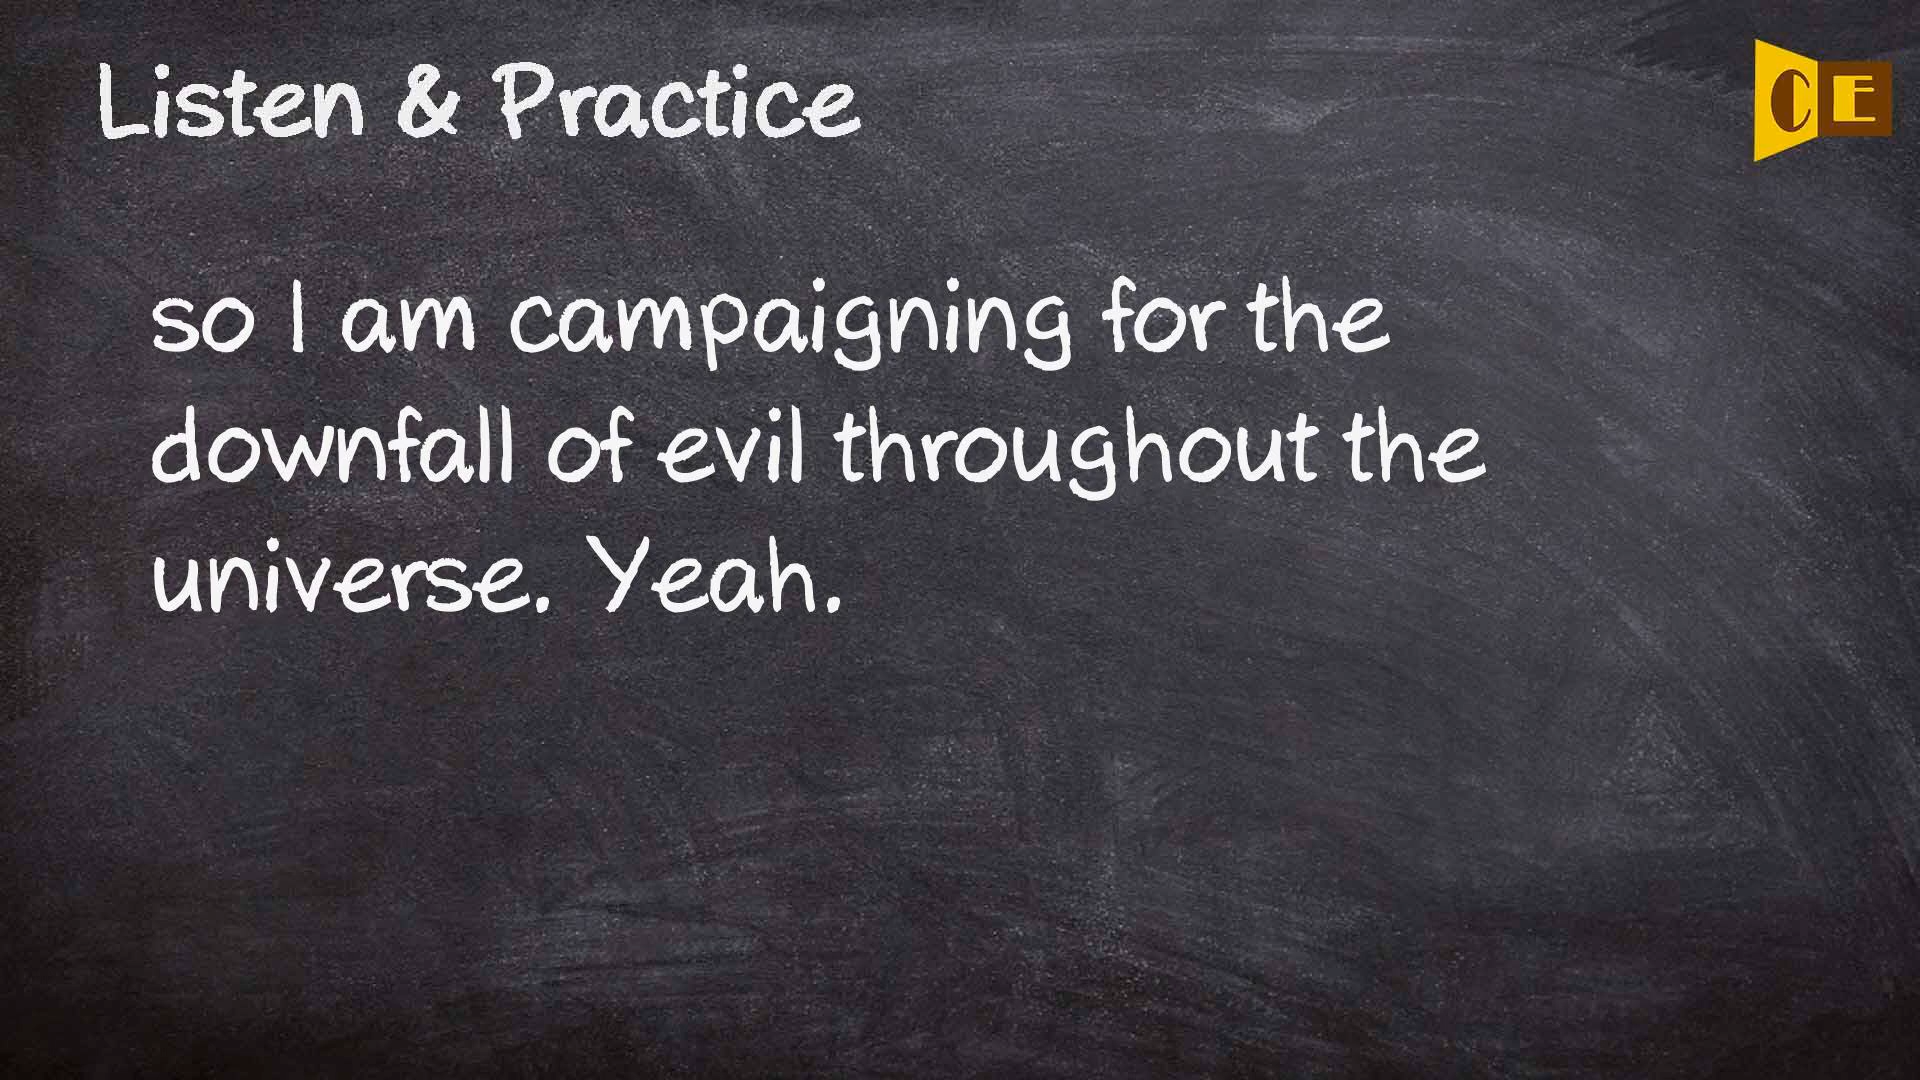 Listen & Practice
CE
so I am campaigning for the
downfall of evil throughout the
universe. Yeah.